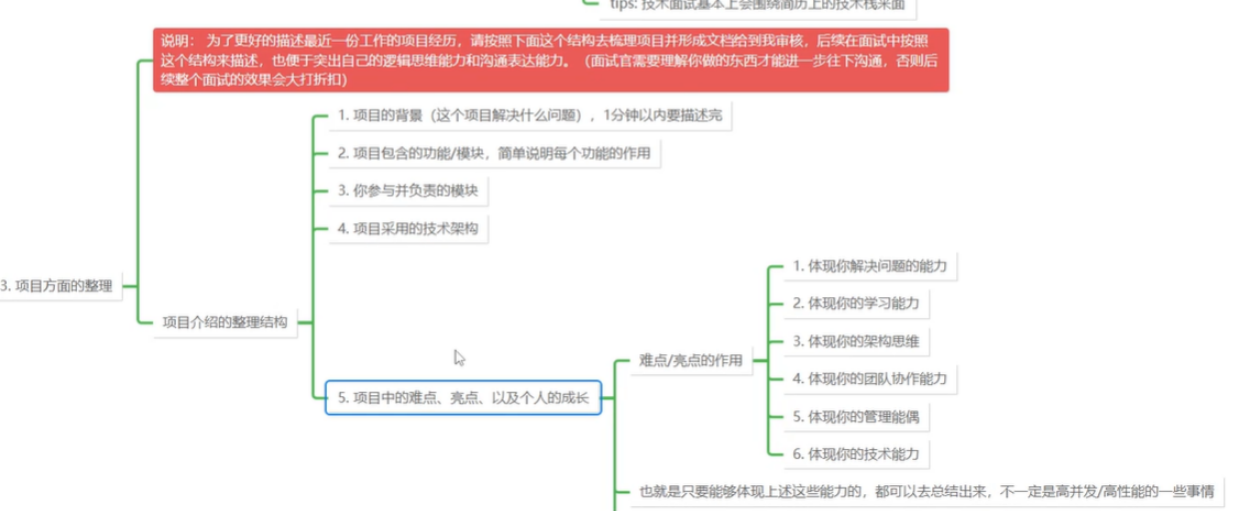 tips: 技术面试基本上会围绕简历上的技术栈来面
说明： 为了更好的描述最近一份工作的项目经历，请按照下面这个结构去梳理项目并形成文档给到我审核，后续在面试中按照
这个结构来描述，也便于突出自己的逻辑思维能力和沟通表达能力。（面试官需要理解你做的东西才能进一步往下沟通，否则后
续整个面试的效果会大打折扣）
1. 项目的背景（这个项目解决什么问题），1分钟以内要描述完
2. 项目包含的功能/模块，简单说明每个功能的作用
3. 你参与并负责的模块
4. 项目采用的技术架构
3. 项目方面的整理
项目介绍的整理结构
1. 体现你解决问题的能力
2. 体现你的学习能力
3. 体现你的架构思维
难点/亮点的作用
4. 体现你的团队协作能力
5. 项目中的难点、亮点、以及个人的成长
5. 体现你的管理能偶
6. 体现你的技术能力
也就是只要能够体现上述这些能力的，都可以去总结出来，不一定是高并发/高性能的一些事情